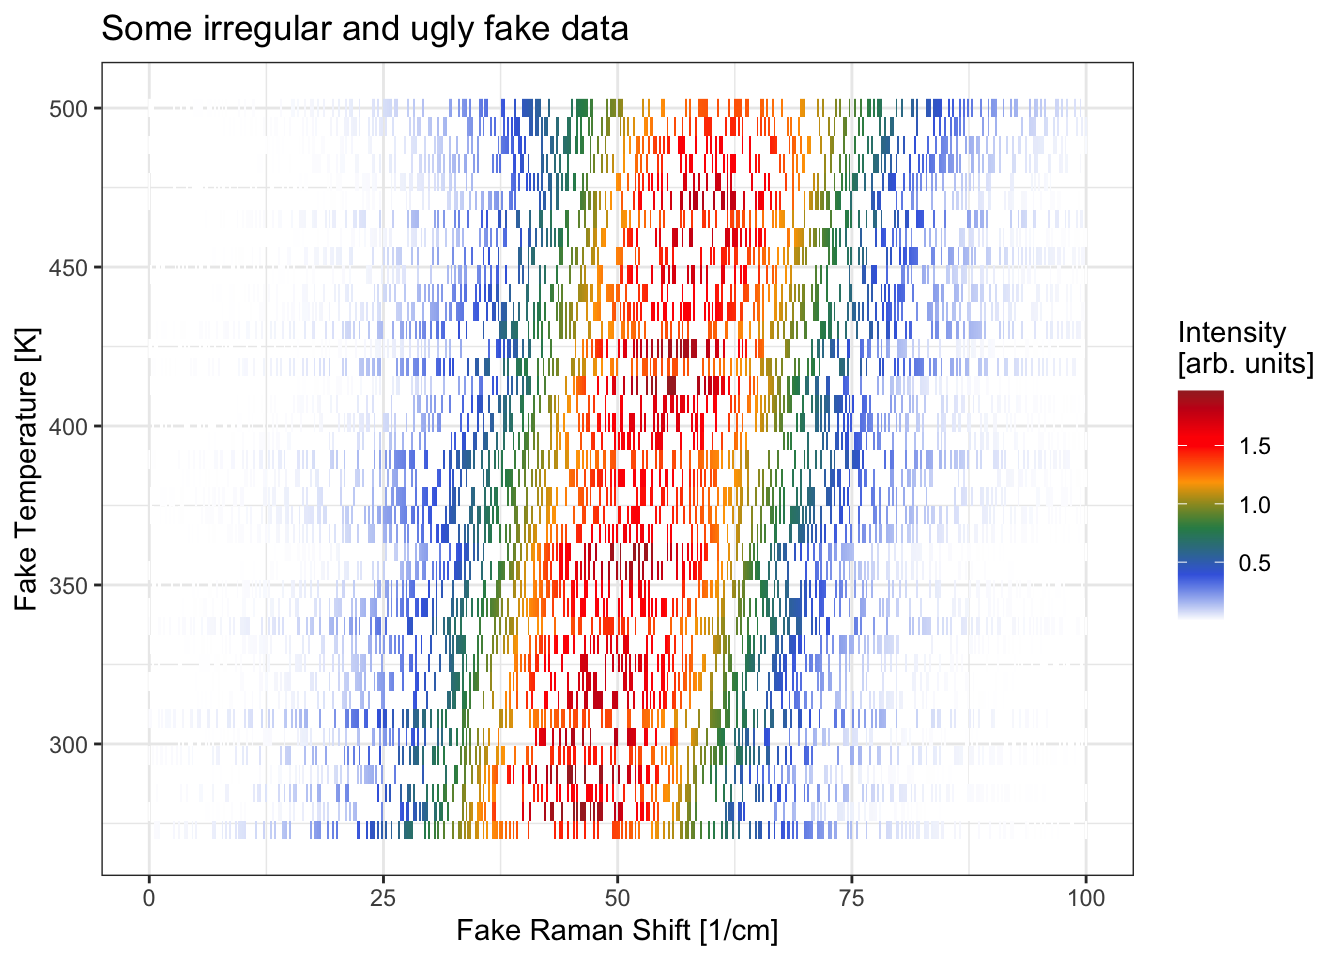 Some irregular and ugly fake data
Fake Temperature [K]
500
450
400
350
300
0
25
50
75
100
Fake Raman Shift [1/cm]
Intensity
[arb. units]
1.5
1.0
0.5